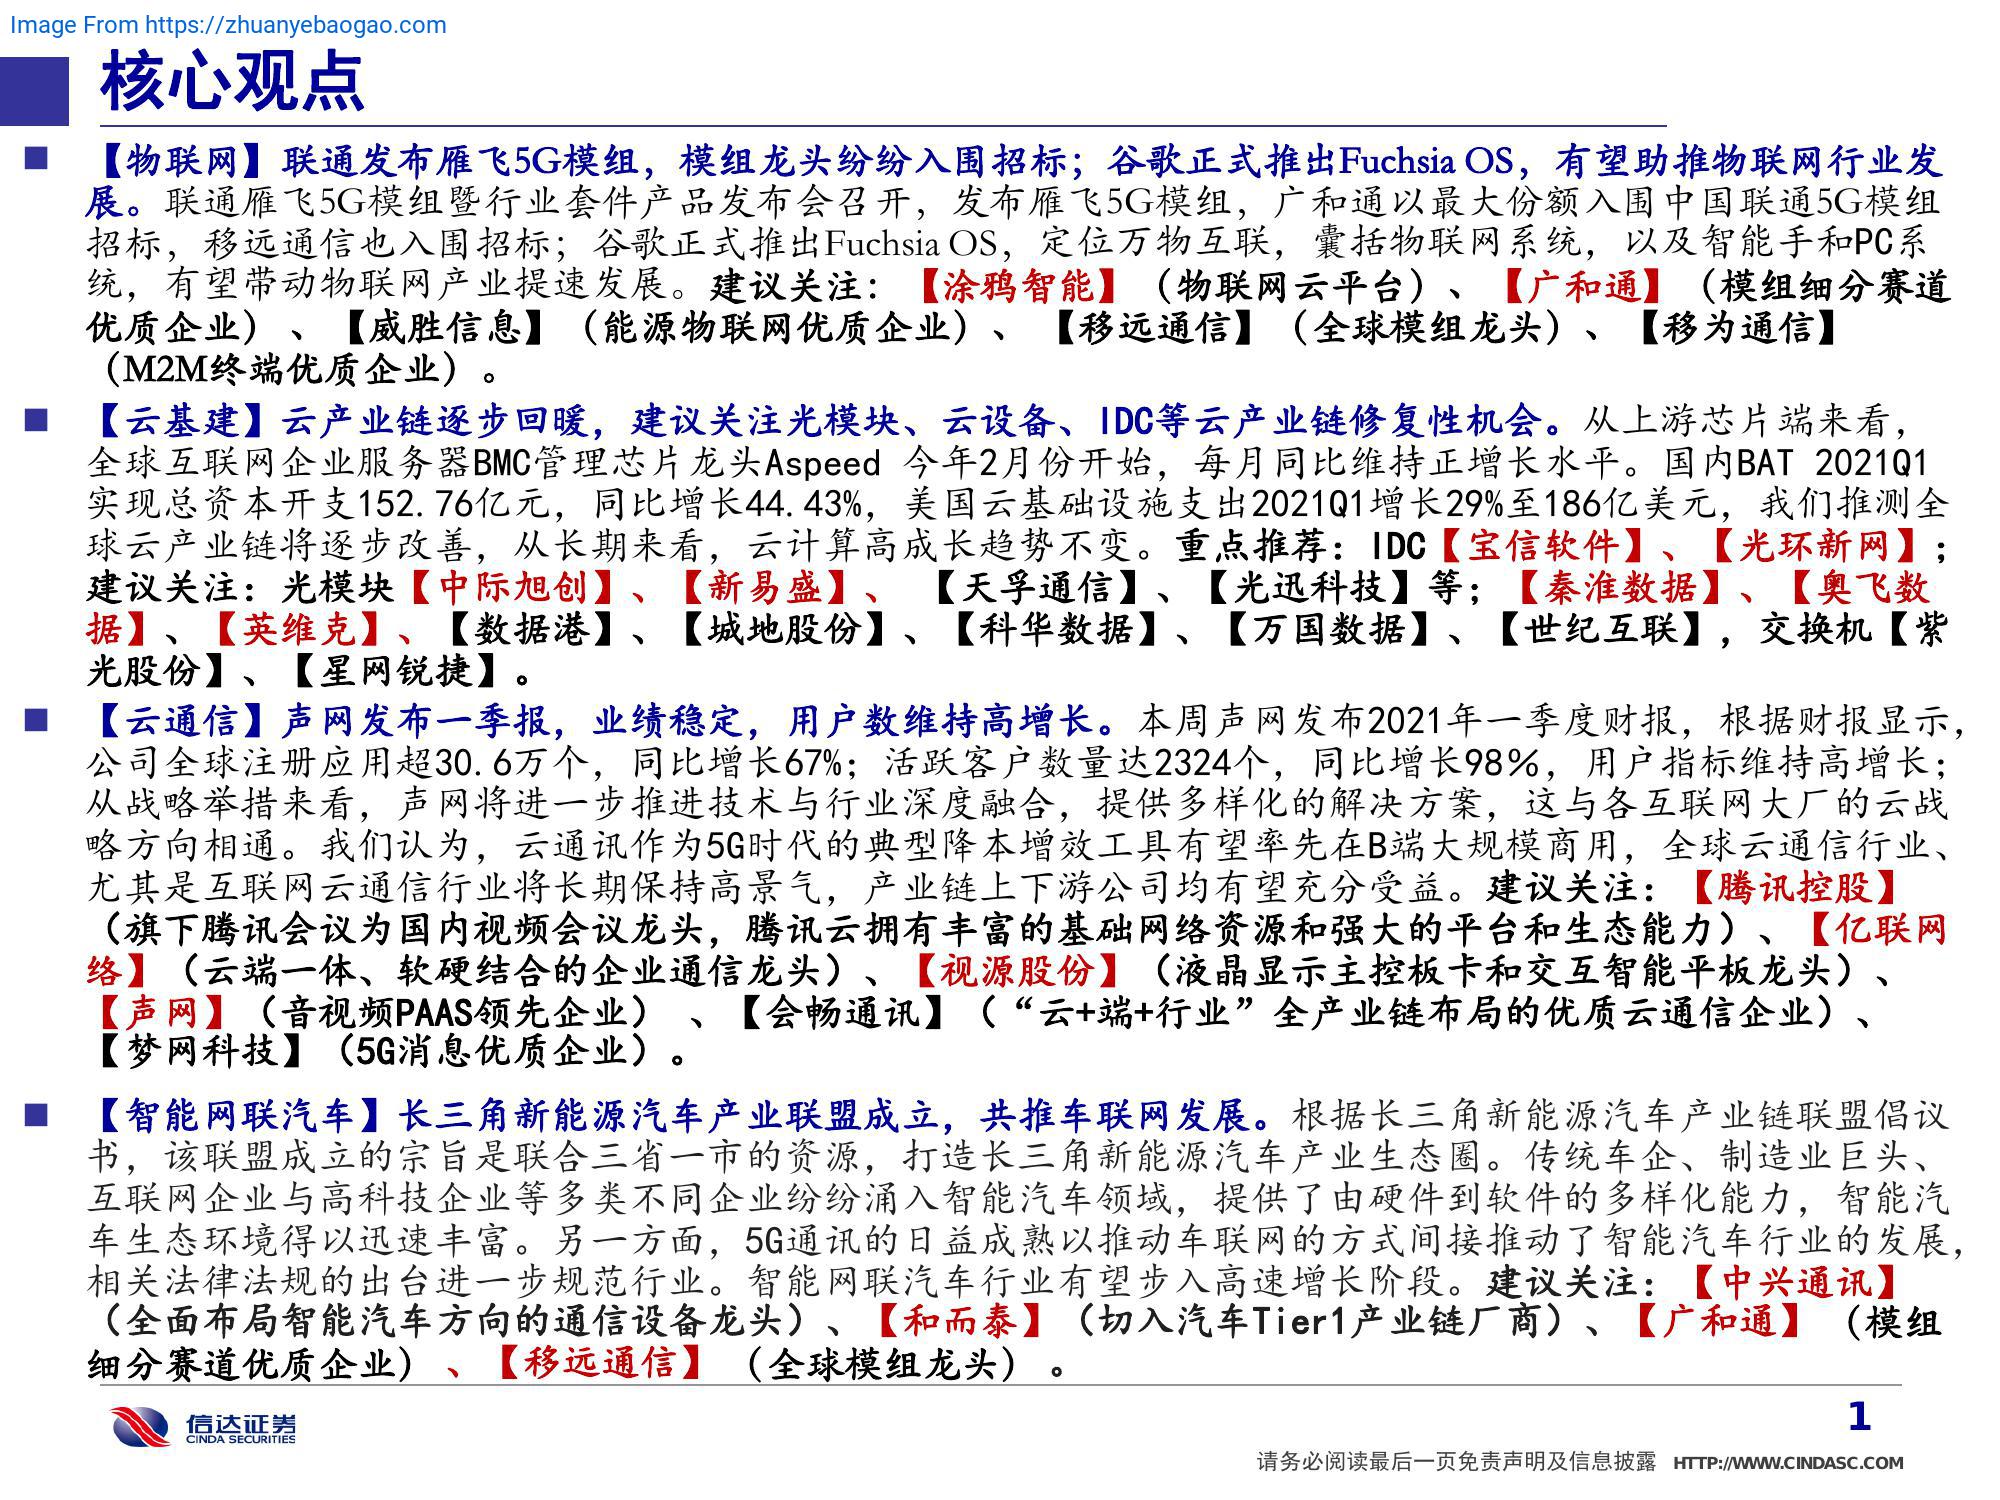 Image From https://zhuanyebaogao.com
核心观点
【物联网】联通发布雁飞5G模组，模组龙头纷纷入围招标；谷歌正式推出Fuchsia OS，有望助推物联网行业发
展。联通雁飞5G模组暨行业套件产品发布会召开，发布雁飞5G模组，广和通以最大份额入围中国联通5G模组
招标，移远通信也入围招标；谷歌正式推出Fuchsia OS，定位万物互联，囊括物联网系统，以及智能手和PC系
统，有望带动物联网产业提速发展。建议关注：【涂鸦智能】（物联网云平台）、【广和通】（模组细分赛道
优质企业）、【威胜信息】（能源物联网优质企业）、【移远通信】（全球模组龙头）、【移为通信】
（M2M终端优质企业）。
【云基建】云产业链逐步回暖，建议关注光模块、云设备、IDC等云产业链修复性机会。从上游芯片端来看，
全球互联网企业服务器BMC管理芯片龙头Aspeed 今年2月份开始，每月同比维持正增长水平。国内BAT 2021Q1
实现总资本开支152.76亿元，同比增长44.43%，美国云基础设施支出2021Q1增长29%至186亿美元，我们推测全
球云产业链将逐步改善，从长期来看，云计算高成长趋势不变。重点推荐：IDC【宝信软件】、【光环新网】；
建议关注：光模块【中际旭创】、【新易盛】、【天孚通信】、【光迅科技】等；【秦淮数据】、【奥飞数
据】、【英维克】、【数据港】、【城地股份】、【科华数据】、【万国数据】、【世纪互联】，交换机【紫
光股份】、【星网锐捷】。
【云通信】声网发布一季报，业绩稳定，用户数维持高增长。本周声网发布2021年一季度财报，根据财报显示，
公司全球注册应用超30.6万个，同比增长67%；活跃客户数量达2324个，同比增长98%，用户指标维持高增长；
从战略举措来看，声网将进一步推进技术与行业深度融合，提供多样化的解决方案，这与各互联网大厂的云战
略方向相通。我们认为，云通讯作为5G时代的典型降本增效工具有望率先在B端大规模商用，全球云通信行业、
尤其是互联网云通信行业将长期保持高景气，产业链上下游公司均有望充分受益。建议关注：【腾讯控股】
（旗下腾讯会议为国内视频会议龙头，腾讯云拥有丰富的基础网络资源和强大的平台和生态能力）、【亿联网
络】（云端一体、软硬结合的企业通信龙头）、【视源股份】（液晶显示主控板卡和交互智能平板龙头）、
【声网】（音视频PAAS领先企业）、【会畅通讯】（“云+端+行业”全产业链布局的优质云通信企业）、
【梦网科技】（5G消息优质企业）。
【智能网联汽车】长三角新能源汽车产业联盟成立，共推车联网发展。根据长三角新能源汽车产业链联盟倡议
书，该联盟成立的宗旨是联合三省一市的资源，打造长三角新能源汽车产业生态圈。传统车企、制造业巨头、
互联网企业与高科技企业等多类不同企业纷纷涌入智能汽车领域，提供了由硬件到软件的多样化能力，智能汽
车生态环境得以迅速丰富。另一方面，5G通讯的日益成熟以推动车联网的方式间接推动了智能汽车行业的发展，
相关法律法规的出台进一步规范行业。智能网联汽车行业有望步入高速增长阶段。建议关注：【中兴通讯】
（全面布局智能汽车方向的通信设备龙头）、【和而泰】（切入汽车Tier1产业链厂商）、【广和通】（模组
细分赛道优质企业）、【移远通信】（全球模组龙头）。
信达证券
CINDA SECURITIES
1
请务必阅读最后一页免责声明及信息披露 HTTP://WWW.CINDASC.COM